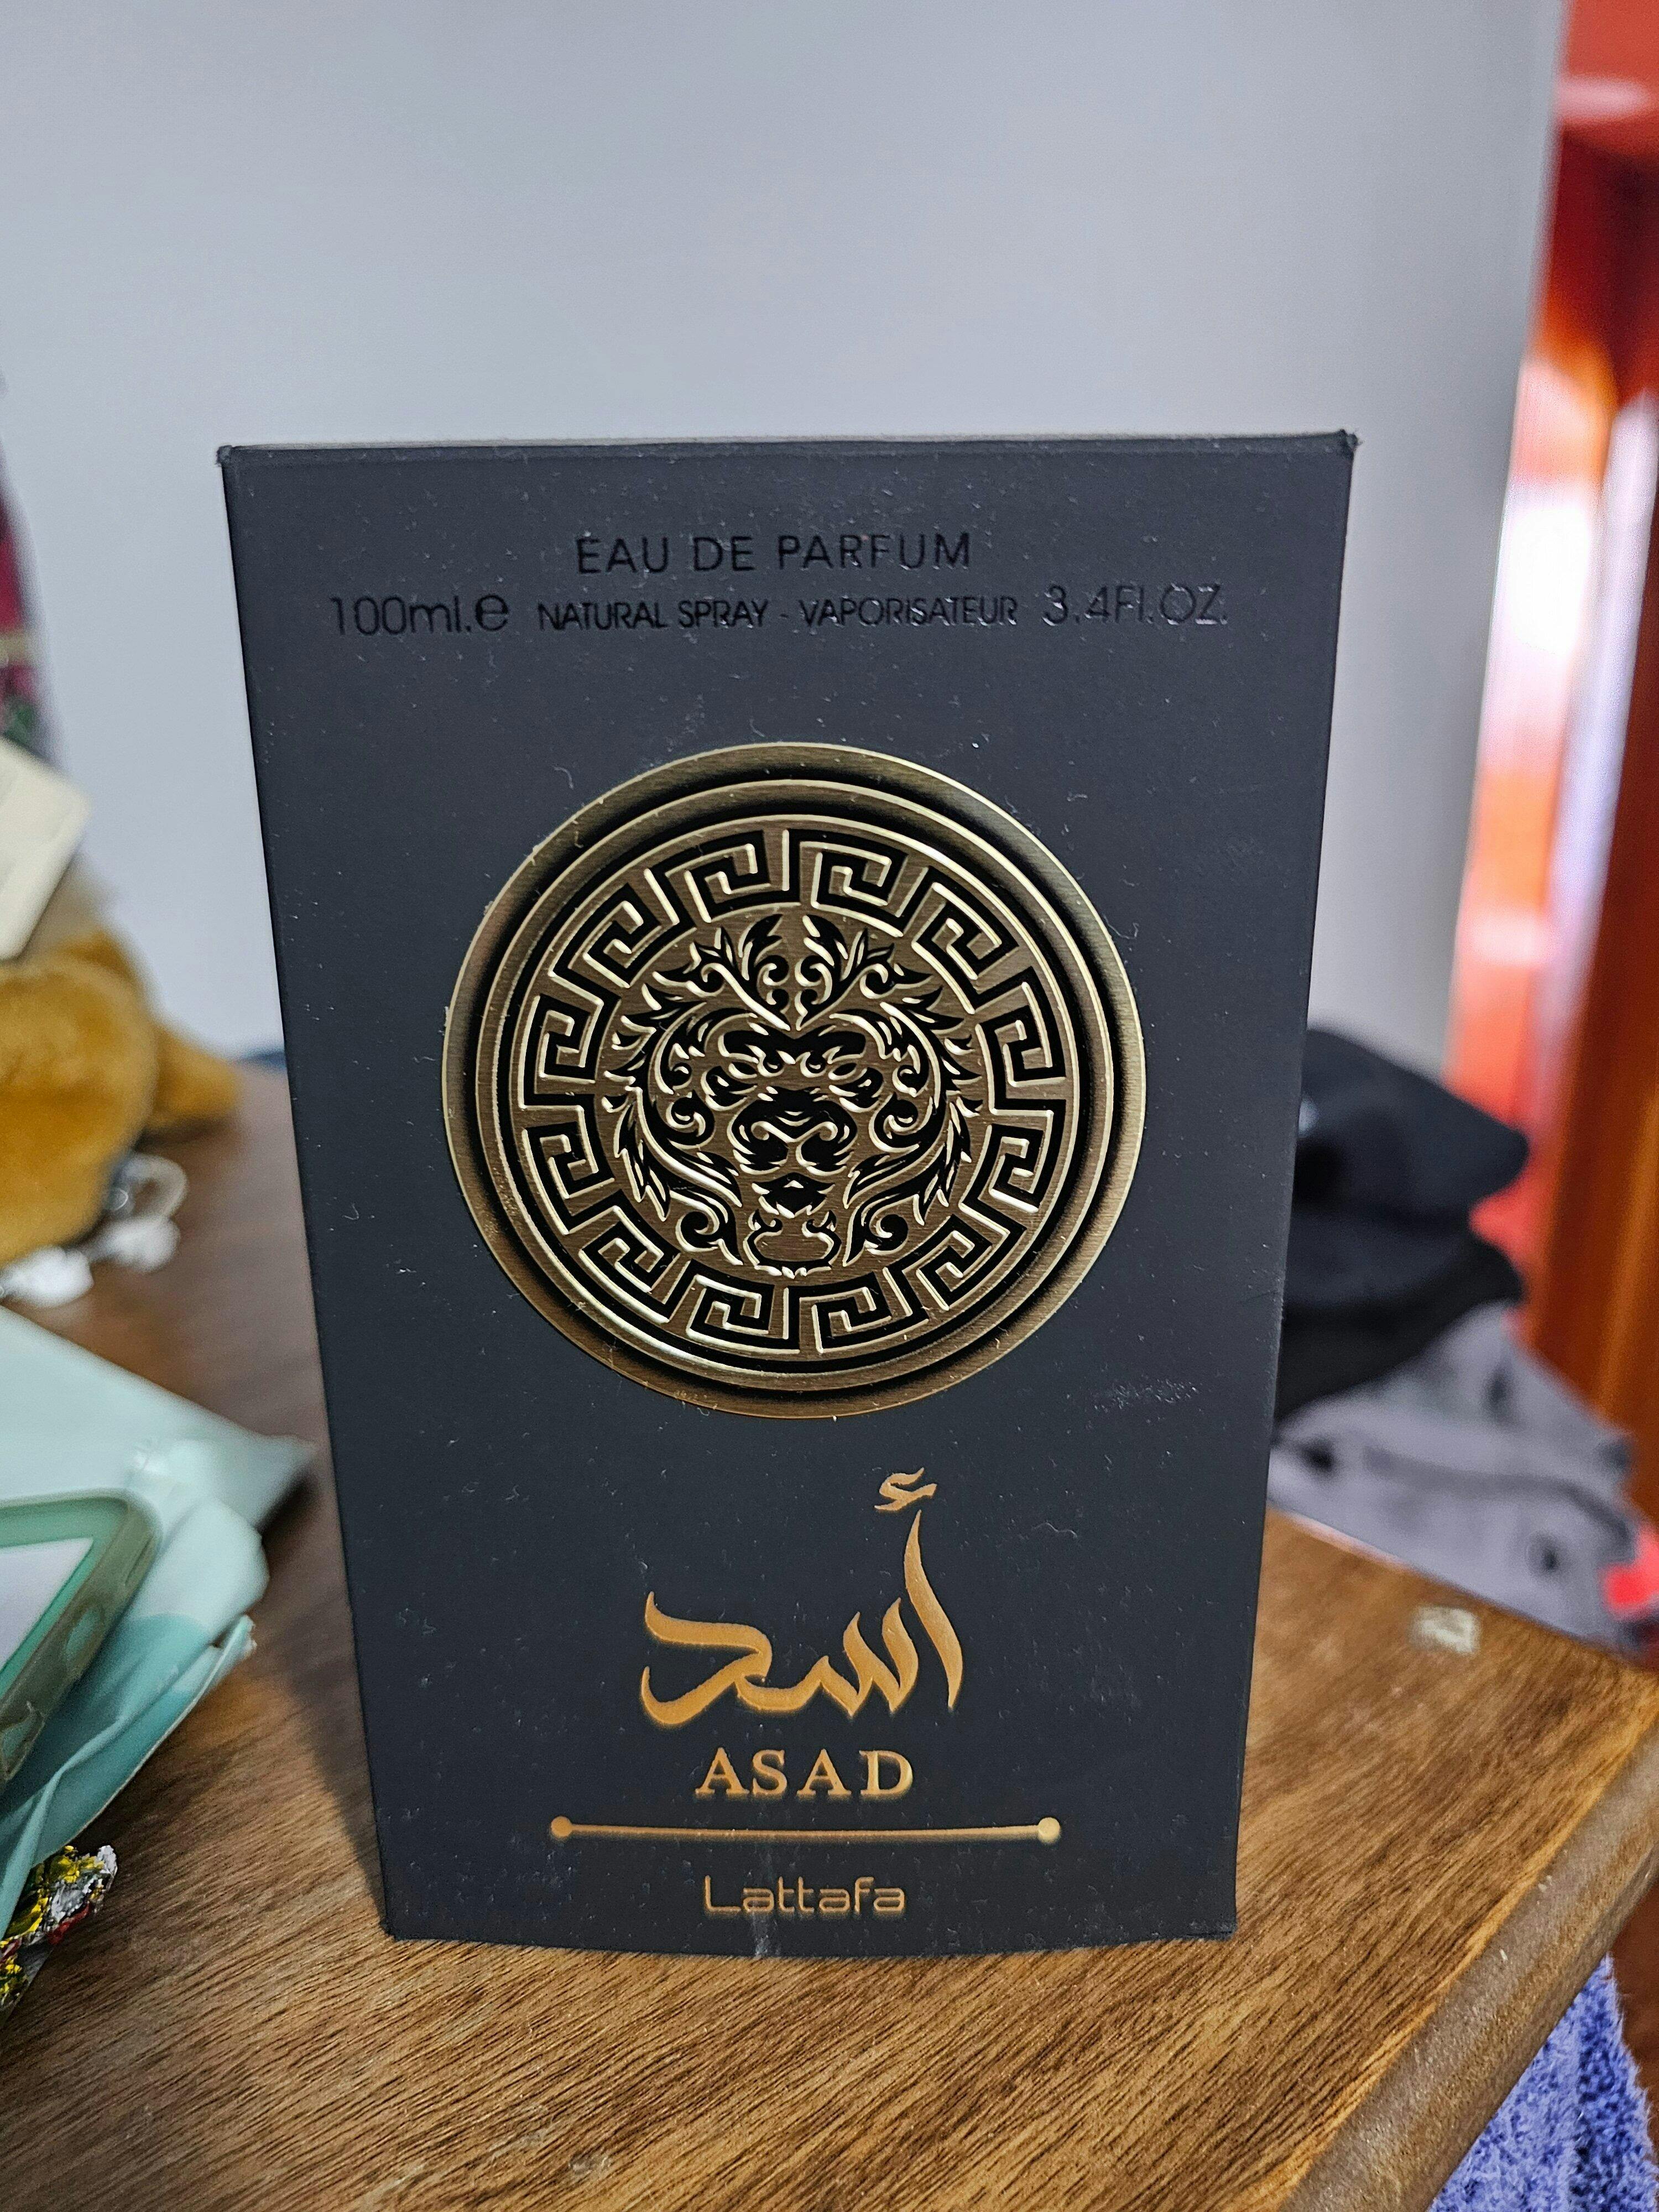 EAU DE PARFUM
100ml.e NATURAL SPRAY - VAPORISATEUR 3.4Fl.OZ.
أسد
ASAD
Lattafa